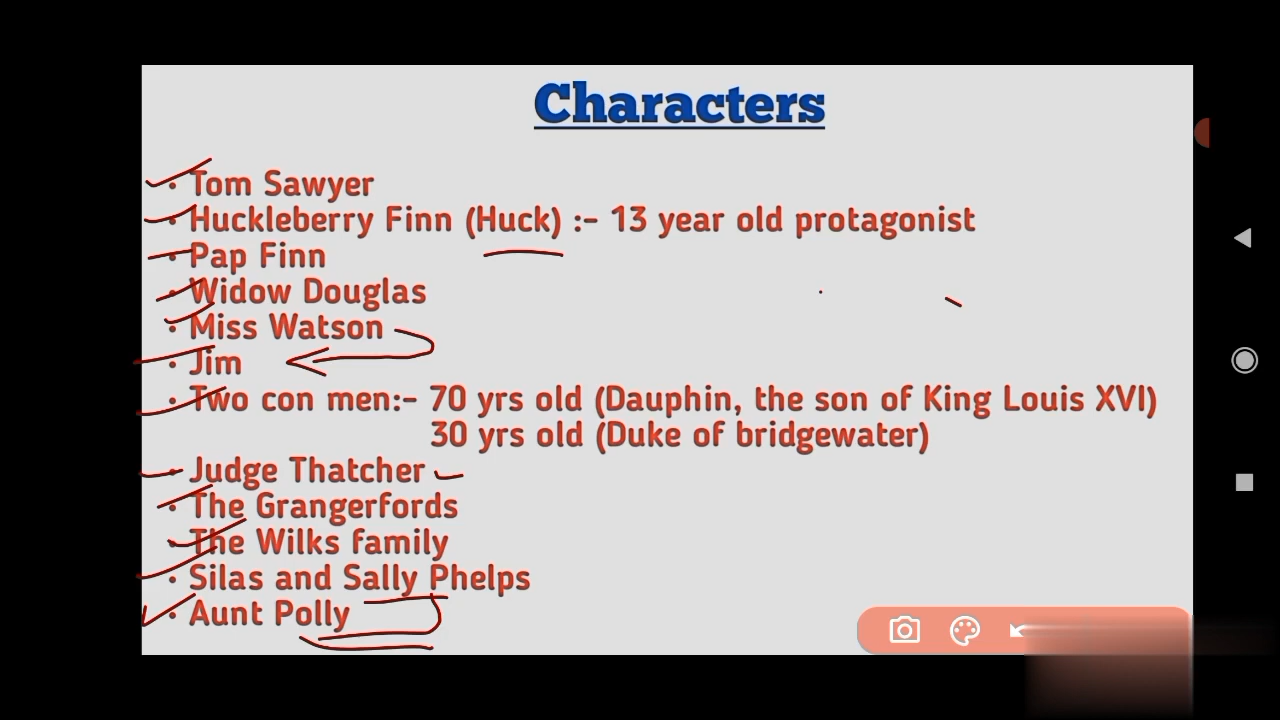 Characters
• Tom Sawyer
• Huckleberry Finn (Huck) :- 13 year old protagonist
• Pap Finn
• Widow Douglas
• Miss Watson
• Jim
• Two con men:- 70 yrs old (Dauphin, the son of King Louis XVI)
30 yrs old (Duke of bridgewater)
• Judge Thatcher
• The Grangerfords
• The Wilks family
• Silas and Sally Phelps
• Aunt Polly